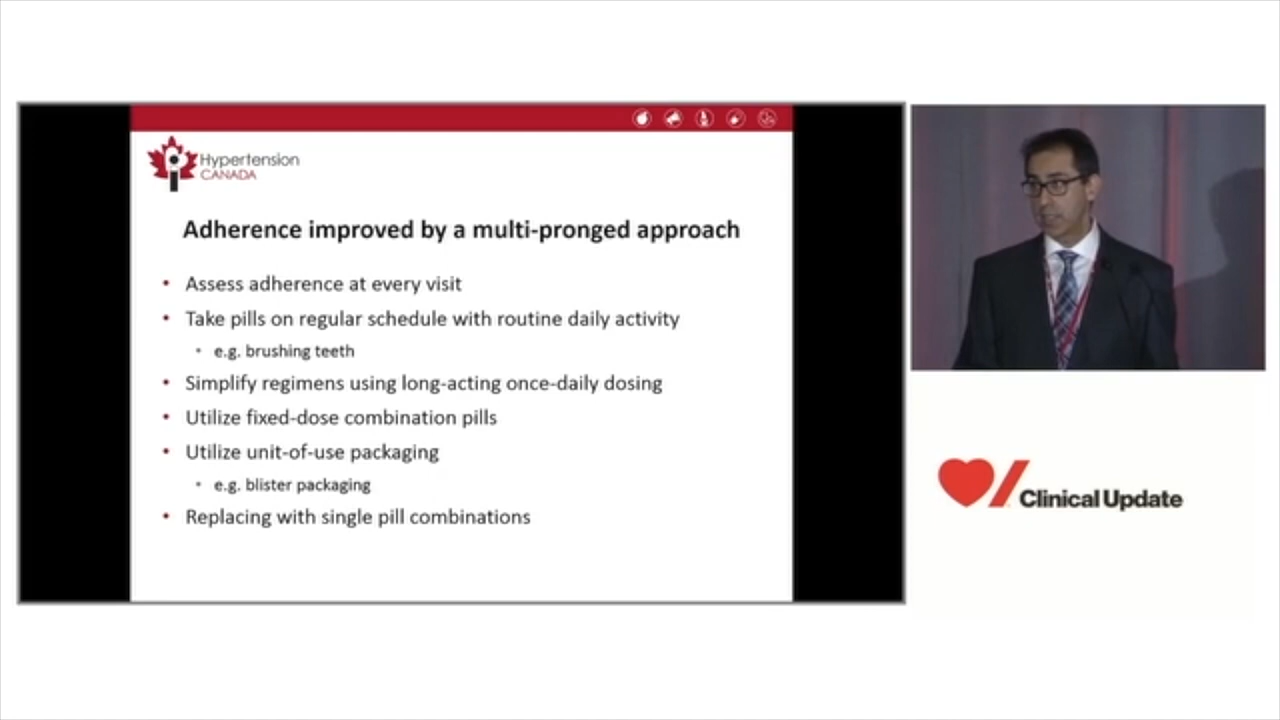 Hypertension
CANADA
Adherence improved by a multi-pronged approach
• Assess adherence at every visit
• Take pills on regular schedule with routine daily activity
• e.g. brushing teeth
• Simplify regimens using long-acting once-daily dosing
• Utilize fixed-dose combination pills
• Utilize unit-of-use packaging
• e.g. blister packaging
• Replacing with single pill combinations
Clinical Update